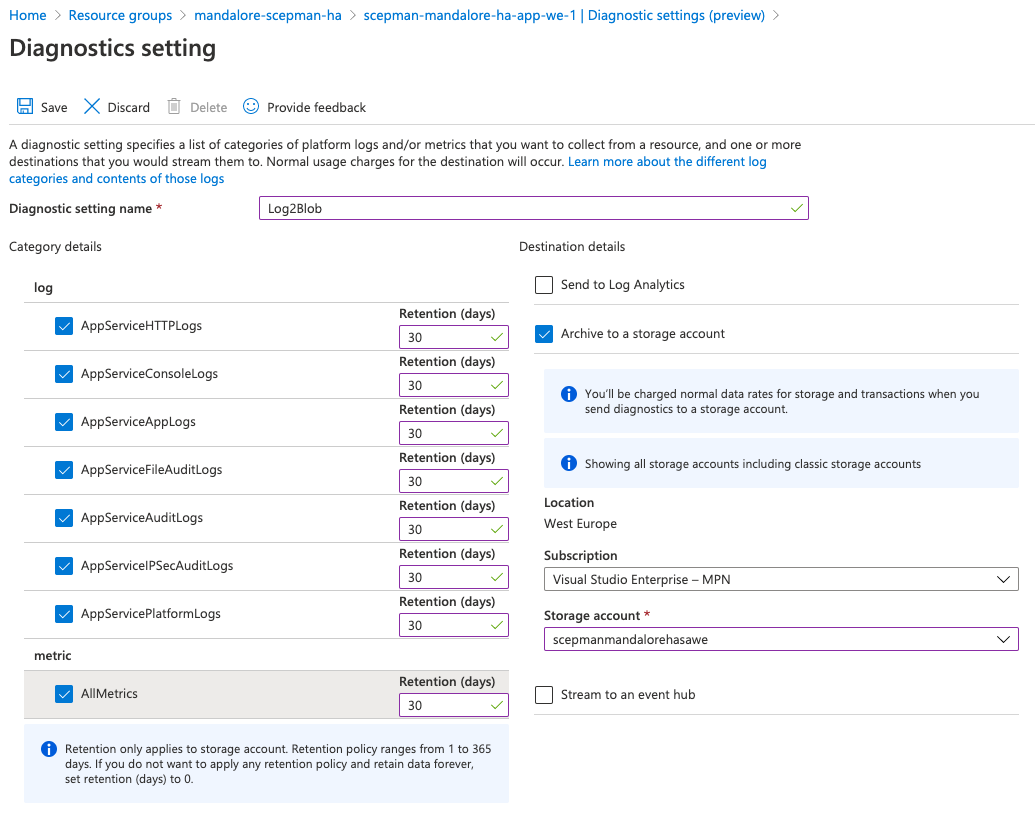 Home > Resource groups > mandalore-scepman-ha > scepman-mandalore-ha-app-we-1 | Diagnostic settings (preview) >
Diagnostics setting
Save Discard Delete Provide feedback
A diagnostic setting specifies a list of categories of platform logs and/or metrics that you want to collect from a resource, and one or more
destinations that you would stream them to. Normal usage charges for the destination will occur. Learn more about the different log
categories and contents of those logs
Diagnostic setting name *
Log2Blob
Category details
log
AppServiceHTTPLogs
Retention (days)
30
AppServiceConsoleLogs
Retention (days)
30
AppServiceAppLogs
Retention (days)
30
AppServiceFileAuditLogs
Retention (days)
30
AppServiceAuditLogs
Retention (days)
30
AppServiceIPSecAuditLogs
Retention (days)
30
AppServicePlatformLogs
Retention (days)
30
metric
AllMetrics
Retention (days)
30
Retention only applies to storage account. Retention policy ranges from 1 to 365
days. If you do not want to apply any retention policy and retain data forever,
set retention (days) to 0.
Destination details
Send to Log Analytics
Archive to a storage account
You'll be charged normal data rates for storage and transactions when you
send diagnostics to a storage account.
Showing all storage accounts including classic storage accounts
Location
West Europe
Subscription
Visual Studio Enterprise – MPN
Storage account *
scepmanmandalorehasawe
Stream to an event hub